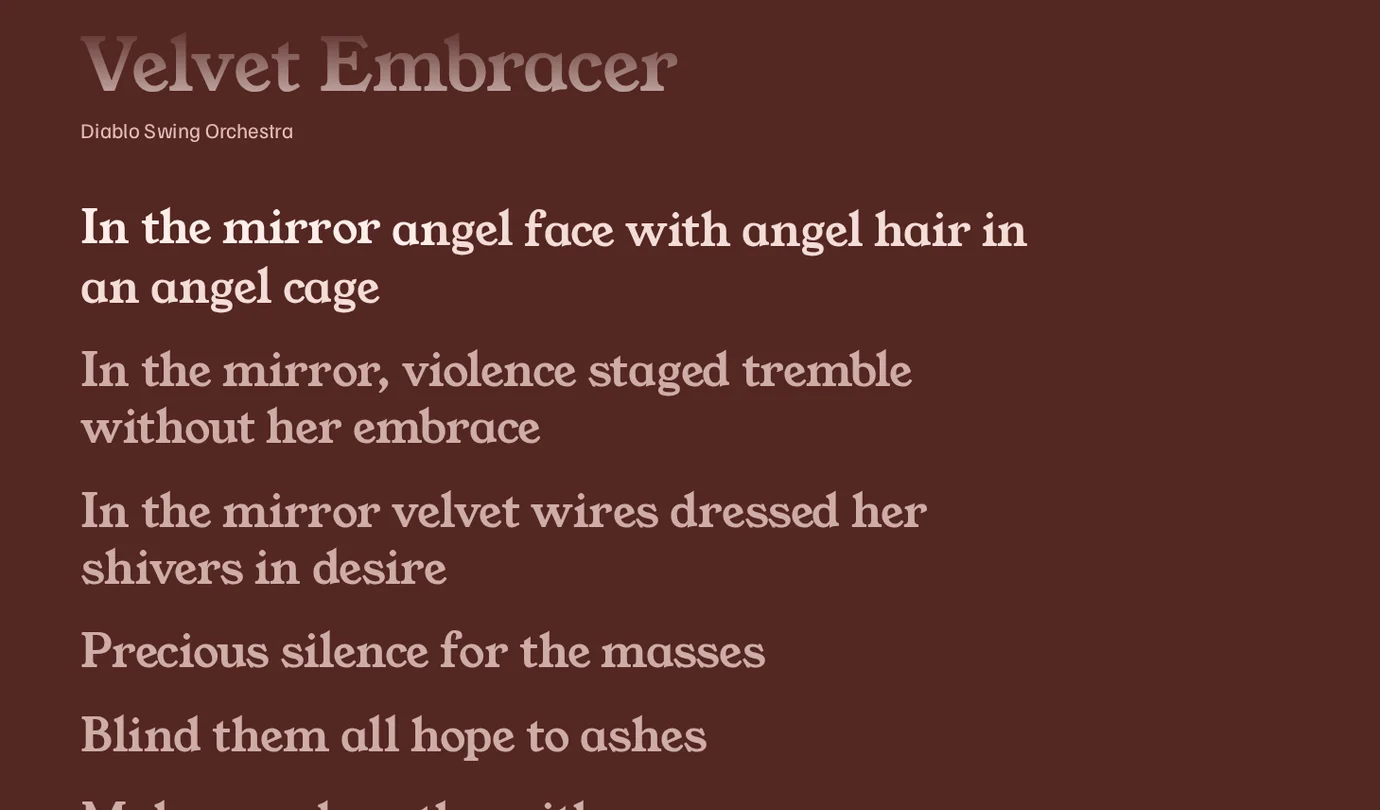 Velvet Embracer
Diablo Swing Orchestra
In the mirror angel face with angel hair in
an angel cage
In the mirror, violence staged tremble
without her embrace
In the mirror velvet wires dressed her
shivers in desire
Precious silence for the masses
Blind them all hope to ashes